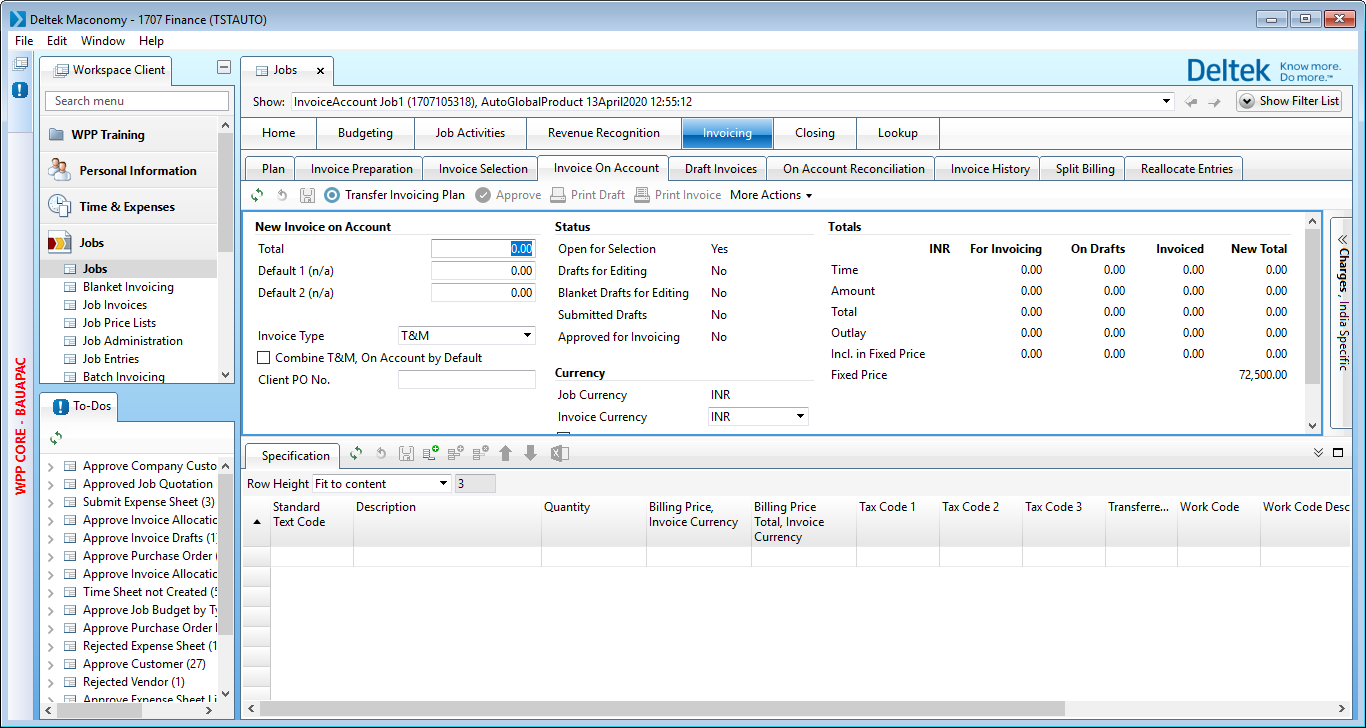 Deltek Maconomy - 1707 Finance (TSTAUTO)
File Edit Window Help
WPP CORE - BAUAPAC
Workspace Client
Search menu
WPP Training
Personal Information
Time & Expenses
Jobs
Jobs
Blanket Invoicing
Job Invoices
Job Price Lists
Job Administration
Job Entries
Batch Invoicing
To-Dos
Approve Company Custo
Approved Job Quotation
Submit Expense Sheet (3)
Approve Invoice Allocatic
Approve Invoice Drafts (1
Approve Purchase Order (
Approve Invoice Allocatic
Time Sheet not Created (5
Approve Job Budget by Ty
Approve Purchase Order
Rejected Expense Sheet (1
Approve Customer (27)
Rejected Vendor (1)
Approve Expense Sheet Li
Jobs
Deltek Know more.
Do more.™
Show: InvoiceAccount Job1 (1707105318), AutoGlobalProduct 13April2020 12:55:12 Show Filter List
Home Budgeting Job Activities Revenue Recognition Invoicing Closing Lookup
Plan Invoice Preparation Invoice Selection Invoice On Account Draft Invoices On Account Reconciliation Invoice History Split Billing Reallocate Entries
Transfer Invoicing Plan Approve Print Draft Print Invoice More Actions
New Invoice on Account
Total 0.00
Default 1 (n/a) 0.00
Default 2 (n/a) 0.00
Invoice Type T&M
Combine T&M, On Account by Default
Client PO No.
Status
Open for Selection Yes
Drafts for Editing No
Blanket Drafts for Editing No
Submitted Drafts No
Approved for Invoicing No
Currency
Job Currency INR
Invoice Currency INR
Totals
INR For Invoicing On Drafts Invoiced New Total
Time 0.00 0.00 0.00 0.00
Amount 0.00 0.00 0.00 0.00
Total 0.00 0.00 0.00 0.00
Outlay 0.00 0.00 0.00 0.00
Incl. in Fixed Price 0.00 0.00 0.00 0.00
Fixed Price 72,500.00
Charges, India Specific
Specification
Row Height Fit to content 3
Standard Text Code
Description
Quantity
Billing Price, Invoice Currency
Billing Price Total, Invoice Currency
Tax Code 1
Tax Code 2
Tax Code 3
Transferre...
Work Code
Work Code Desc